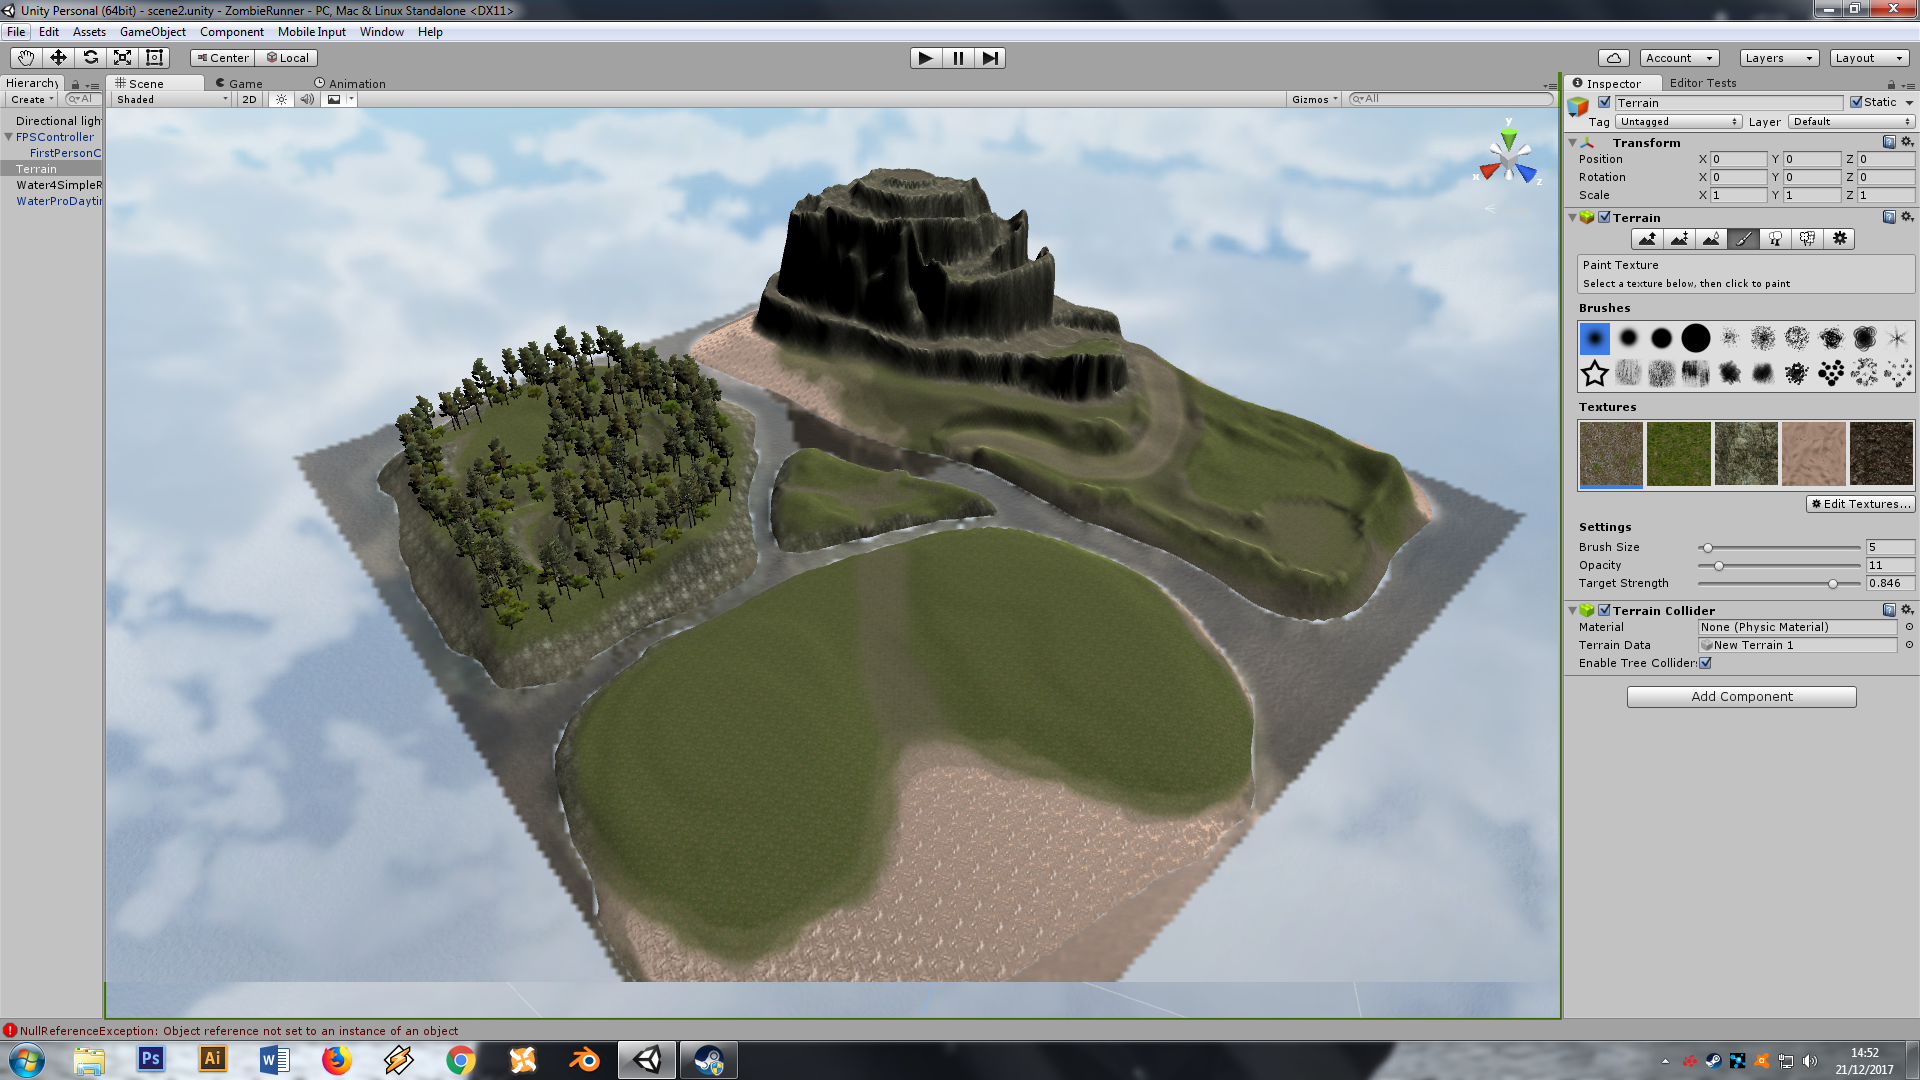 Unity Personal (64bit) - scene2.unity - ZombieRunner - PC, Mac & Linux Standalone <DX11>
File Edit Assets GameObject Component Mobile Input Window Help
Center Local Account Layers Layout
Hierarchy Scene Game Animation Inspector Editor Tests
Create All Shaded 2D Gizmos All
Terrain Static
Tag Untagged Layer Default
Directional ligh
FPSController
FirstPersonC
Terrain
Water4SimpleR
WaterProDaytin
y
x
z
Transform
Position X 0 Y 0 Z 0
Rotation X 0 Y 0 Z 0
Scale X 1 Y 1 Z 1
Terrain
Paint Texture
Select a texture below, then click to paint
Brushes
Textures
Edit Textures...
Settings
Brush Size 5
Opacity 11
Target Strength 0.846
Terrain Collider
Material None (Physic Material)
Terrain Data New Terrain 1
Enable Tree Colliders
Add Component
NullReferenceException: Object reference not set to an instance of an object
Ps Ai W
14:52
21/12/2017